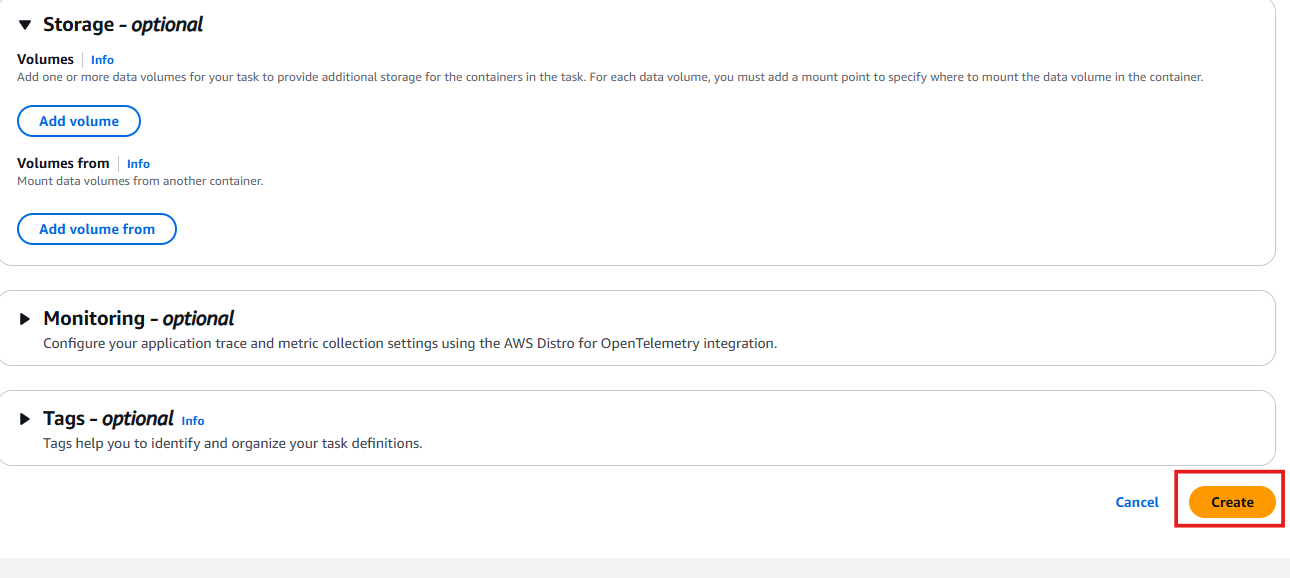 Storage - optional
Volumes Info
Add one or more data volumes for your task to provide additional storage for the containers in the task. For each data volume, you must add a mount point to specify where to mount the data volume in the container.
Add volume
Volumes from Info
Mount data volumes from another container.
Add volume from
Monitoring - optional
Configure your application trace and metric collection settings using the AWS Distro for OpenTelemetry integration.
Tags - optional Info
Tags help you to identify and organize your task definitions.
Cancel Create